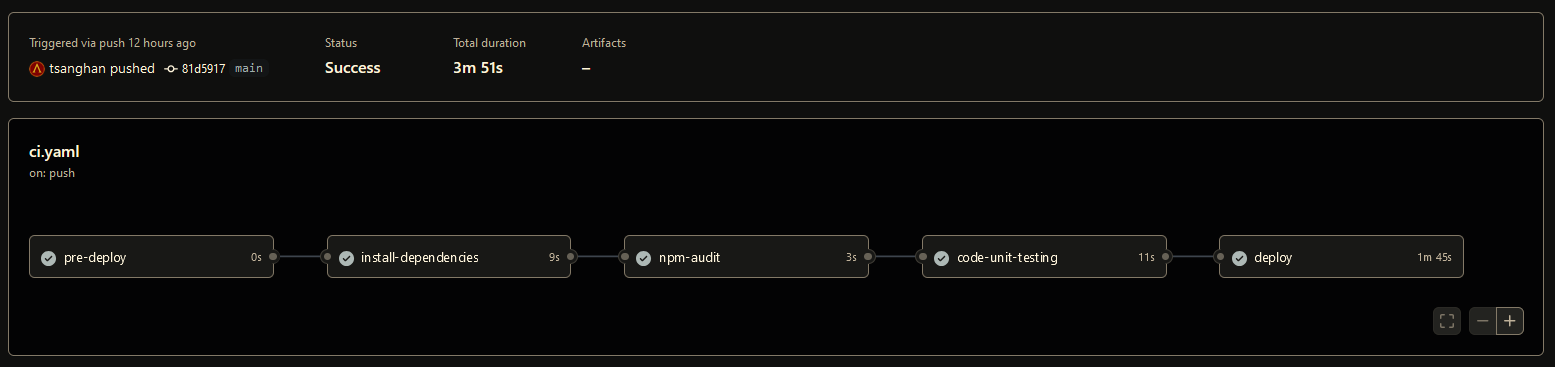 Triggered via push 12 hours ago
tsanghan pushed 81d5917 main
Status
Success
Total duration
3m 51s
Artifacts
–
ci.yaml
on: push
pre-deploy 0s
install-dependencies 9s
npm-audit 3s
code-unit-testing 11s
deploy 1m 45s